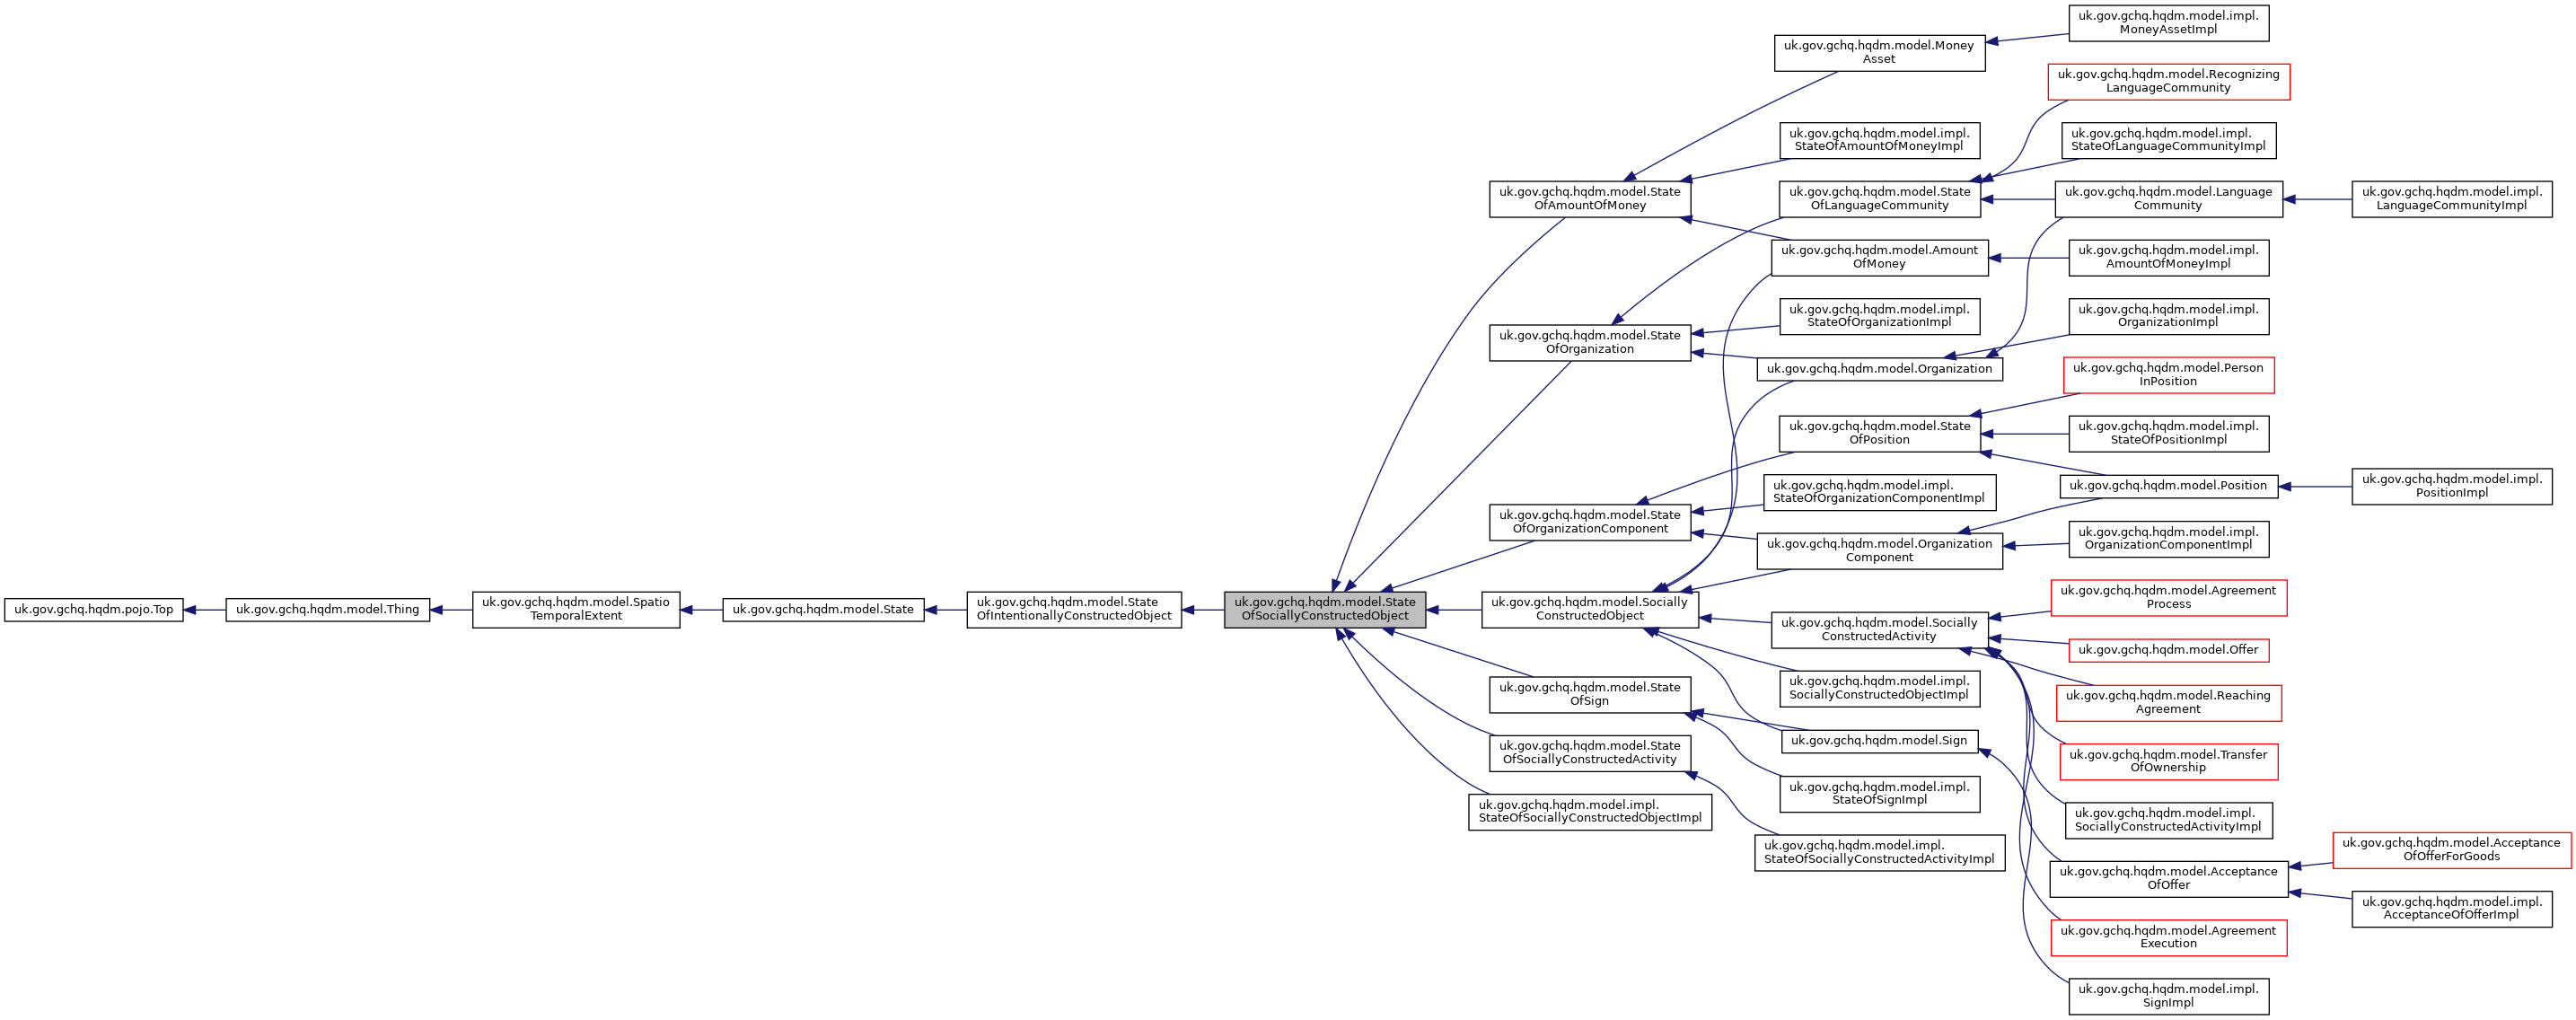 uk.gov.gchq.hqdm.pojo.Top
uk.gov.gchq.hqdm.model.Thing
uk.gov.gchq.hqdm.model.Spatio
TemporalExtent
uk.gov.gchq.hqdm.model.State
uk.gov.gchq.hqdm.model.State
OfIntentionallyConstructedObject
uk.gov.gchq.hqdm.model.State
OfSociallyConstructedObject
uk.gov.gchq.hqdm.model.State
OfAmountOfMoney
uk.gov.gchq.hqdm.model.State
OfOrganization
uk.gov.gchq.hqdm.model.State
OfOrganizationComponent
uk.gov.gchq.hqdm.model.Socially
ConstructedObject
uk.gov.gchq.hqdm.model.State
OfSign
uk.gov.gchq.hqdm.model.State
OfSociallyConstructedActivity
uk.gov.gchq.hqdm.model.impl.
StateOfSociallyConstructedObjectImpl
uk.gov.gchq.hqdm.model.Money
Asset
uk.gov.gchq.hqdm.model.impl.
StateOfAmountOfMoneyImpl
uk.gov.gchq.hqdm.model.State
OfLanguageCommunity
uk.gov.gchq.hqdm.model.Amount
OfMoney
uk.gov.gchq.hqdm.model.impl.
StateOfOrganizationImpl
uk.gov.gchq.hqdm.model.Organization
uk.gov.gchq.hqdm.model.State
OfPosition
uk.gov.gchq.hqdm.model.impl.
StateOfOrganizationComponentImpl
uk.gov.gchq.hqdm.model.Organization
Component
uk.gov.gchq.hqdm.model.Socially
ConstructedActivity
uk.gov.gchq.hqdm.model.impl.
SociallyConstructedObjectImpl
uk.gov.gchq.hqdm.model.Sign
uk.gov.gchq.hqdm.model.impl.
StateOfSignImpl
uk.gov.gchq.hqdm.model.impl.
StateOfSociallyConstructedActivityImpl
uk.gov.gchq.hqdm.model.impl.
MoneyAssetImpl
uk.gov.gchq.hqdm.model.Recognizing
LanguageCommunity
uk.gov.gchq.hqdm.model.impl.
StateOfLanguageCommunityImpl
uk.gov.gchq.hqdm.model.Language
Community
uk.gov.gchq.hqdm.model.impl.
AmountOfMoneyImpl
uk.gov.gchq.hqdm.model.impl.
OrganizationImpl
uk.gov.gchq.hqdm.model.Person
InPosition
uk.gov.gchq.hqdm.model.impl.
StateOfPositionImpl
uk.gov.gchq.hqdm.model.Position
uk.gov.gchq.hqdm.model.impl.
OrganizationComponentImpl
uk.gov.gchq.hqdm.model.Agreement
Process
uk.gov.gchq.hqdm.model.Offer
uk.gov.gchq.hqdm.model.Reaching
Agreement
uk.gov.gchq.hqdm.model.Transfer
OfOwnership
uk.gov.gchq.hqdm.model.impl.
SociallyConstructedActivityImpl
uk.gov.gchq.hqdm.model.Acceptance
OfOffer
uk.gov.gchq.hqdm.model.Agreement
Execution
uk.gov.gchq.hqdm.model.impl.
SignImpl
uk.gov.gchq.hqdm.model.impl.
LanguageCommunityImpl
uk.gov.gchq.hqdm.model.impl.
PositionImpl
uk.gov.gchq.hqdm.model.Acceptance
OfOfferForGoods
uk.gov.gchq.hqdm.model.impl.
AcceptanceOfOfferImpl